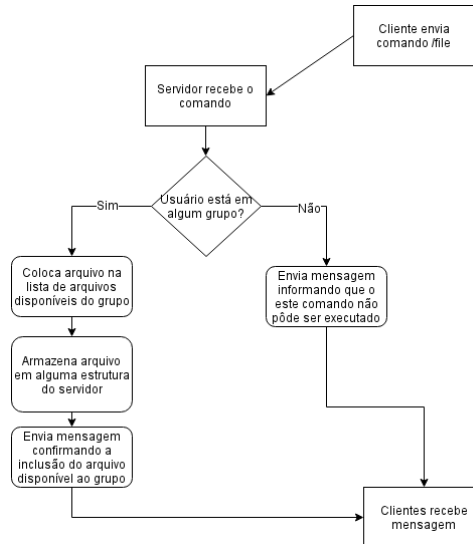 Cliente envia
comando /file
Servidor recebe o
comando
Usuário está em
algum grupo?
Sim
Não
Coloca arquivo na
lista de arquivos
disponíveis do grupo
Envia mensagem
informando que o
este comando não
pôde ser executado
Armazena arquivo
em alguma estrutura
do servidor
Envia mensagem
confirmando a
inclusão do arquivo
disponível ao grupo
Clientes recebe
mensagem